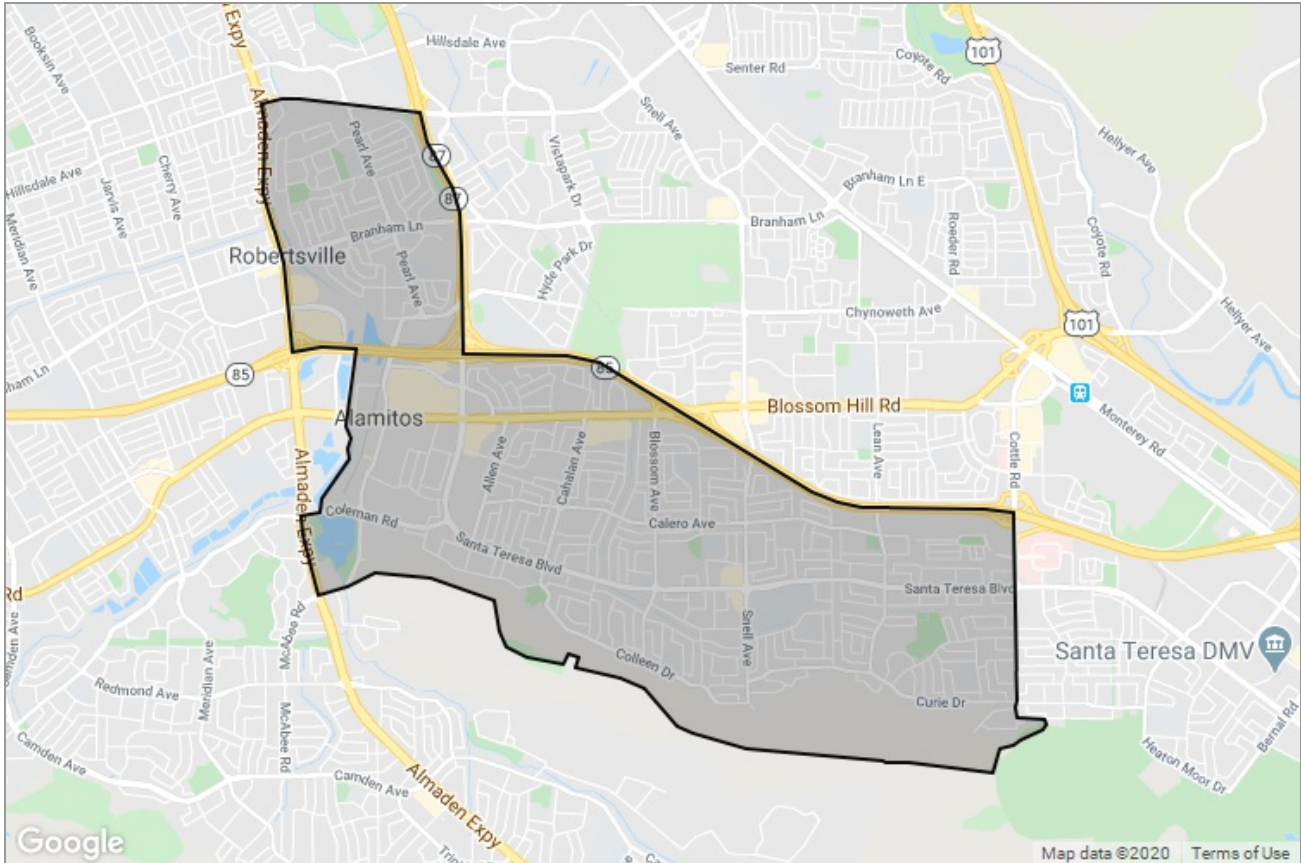 Expy
Hillsdale Ave
Booksin Ave
101
Coyote Rd
Senter Rd
Almaden Expy
Snell Ave
Pearl Ave
Hellyer Ave
87
Vistapark Dr
Cherry Ave
Hillsdale Ave
Jarvis Ave
Branham Ln E
87
Meridian Ave
Branham Ln
Branham Ln
Roeder Rd
Coyote Rd
Robertsville
Pearl Ave
Hyde Park Dr
Chynoweth Ave
Hellyer Ave
101
85
85
Blossom Hill Rd
Alamitos
Monterey Rd
Almaden Expy
Allen Ave
Cahalan Ave
Blossom Ave
Lean Ave
Cottle Rd
Coleman Rd
Calero Ave
Santa Teresa Blvd
Santa Teresa Blvd
Rd
McAbee Rd
Snell Ave
Santa Teresa DMV
Camden Ave
Meridian Ave
Colleen Dr
Redmond Ave
Curie Dr
McAbee Rd
Bernal Rd
Heaton Moor Dr
Camden Ave
Camden Ave
Almaden Expy
Google
Map data ©2020 Terms of Use